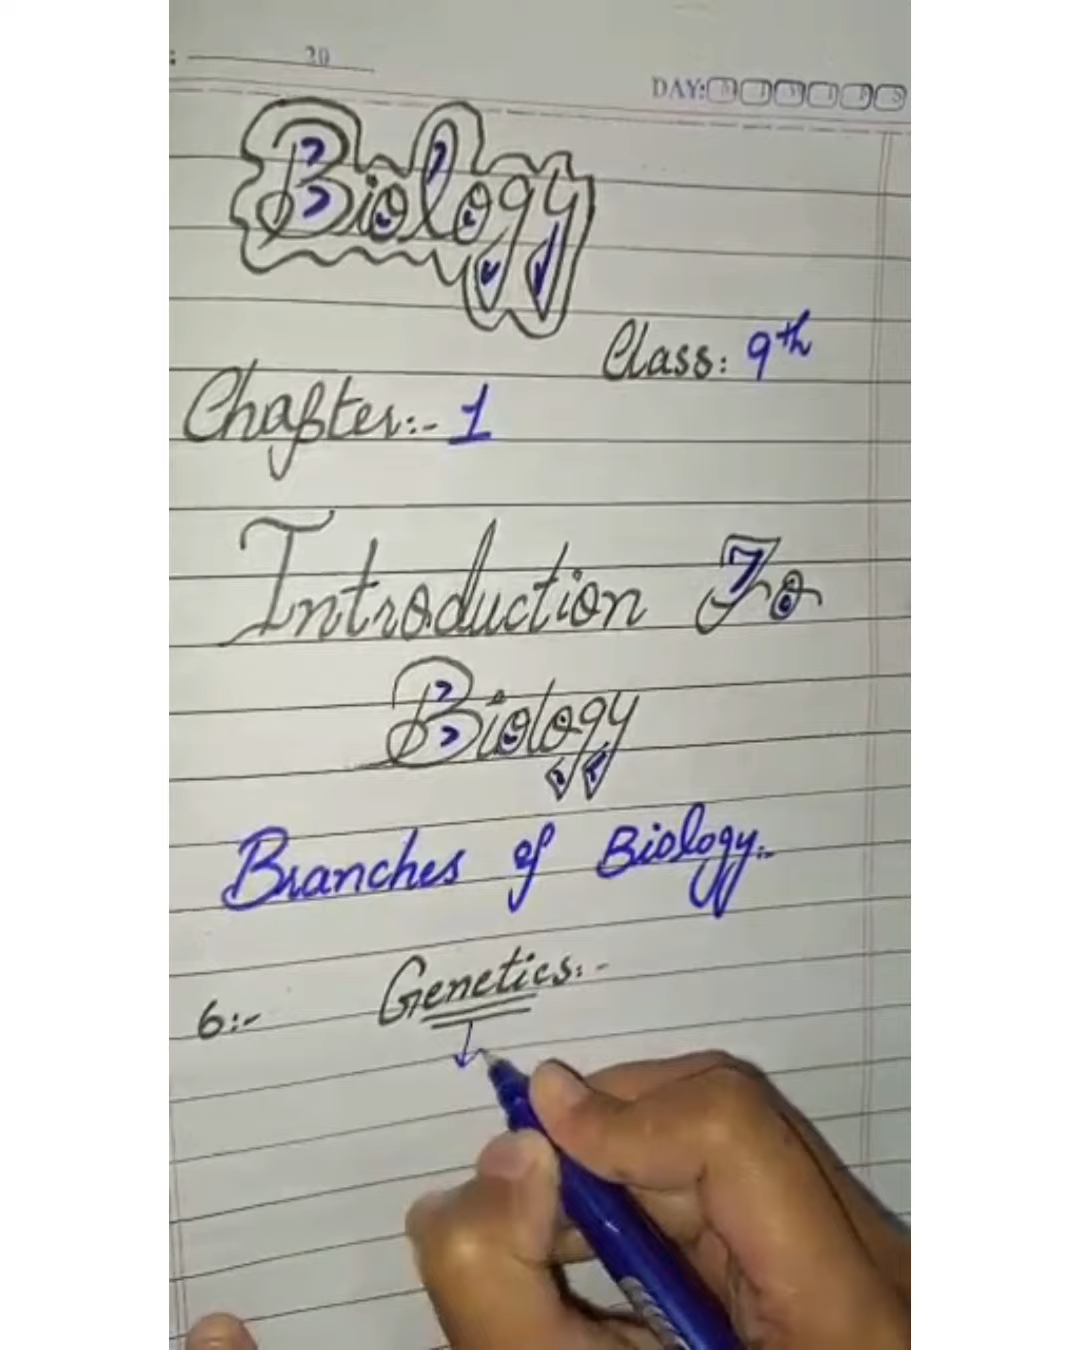 20
DAY:
Biology
Class: 9th
Chapter:- 1
Introduction To
Biology
Branches of Biology:-
6:- Genetics:-